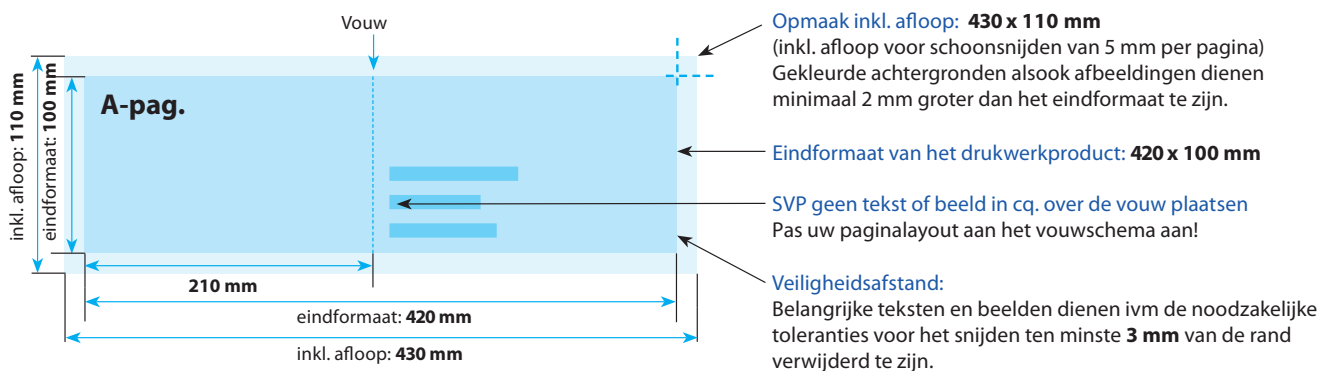 Vouw
A-pag.
inkl. afloop: 110 mm
eindformaat: 100 mm
210 mm
eindformaat: 420 mm
inkl. afloop: 430 mm
Opmaak inkl. afloop: 430 x 110 mm
(inkl. afloop voor schoonsnijden van 5 mm per pagina)
Gekleurde achtergronden alsook afbeeldingen dienen
minimaal 2 mm groter dan het eindformaat te zijn.
Eindformaat van het drukwerkproduct: 420 x 100 mm
SVP geen tekst of beeld in cq. over de vouw plaatsen
Pas uw paginalayout aan het vouwschema aan!
Veiligheidsafstand:
Belangrijke teksten en beelden dienen ivm de noodzakelijke
toleranties voor het snijden ten minste 3 mm van de rand
verwijderd te zijn.